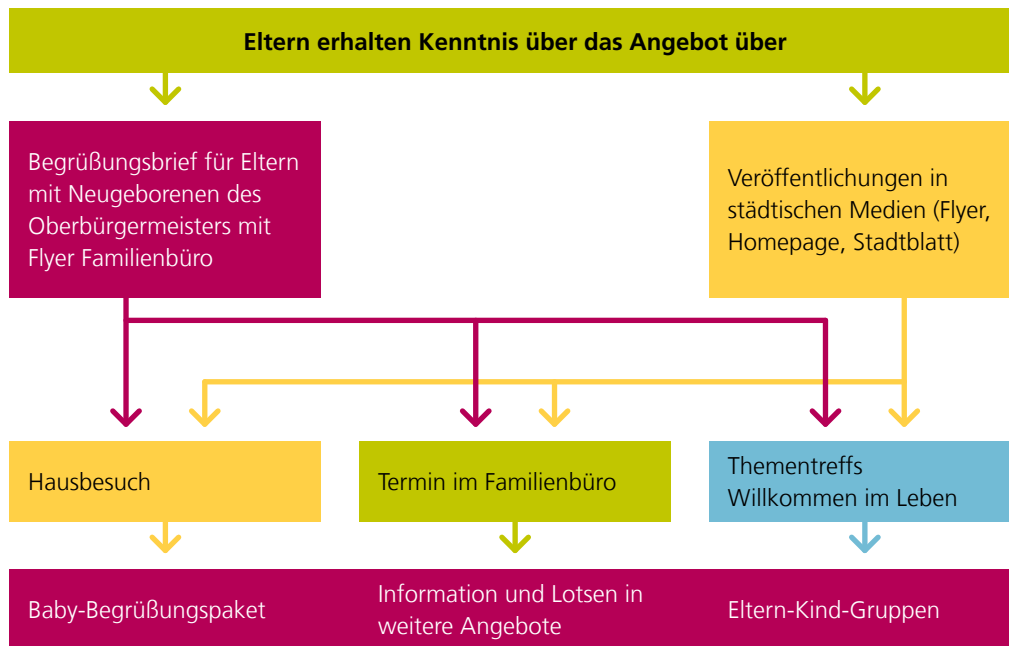 Eltern erhalten Kenntnis über das Angebot über
Begrüßungsbrief für Eltern
mit Neugeborenen des
Oberbürgermeisters mit
Flyer Familienbüro
Veröffentlichungen in
städtischen Medien (Flyer,
Homepage, Stadtblatt)
Hausbesuch
Termin im Familienbüro
Thementreffs
Willkommen im Leben
Baby-Begrüßungspaket
Information und Lotsen in
weitere Angebote
Eltern-Kind-Gruppen